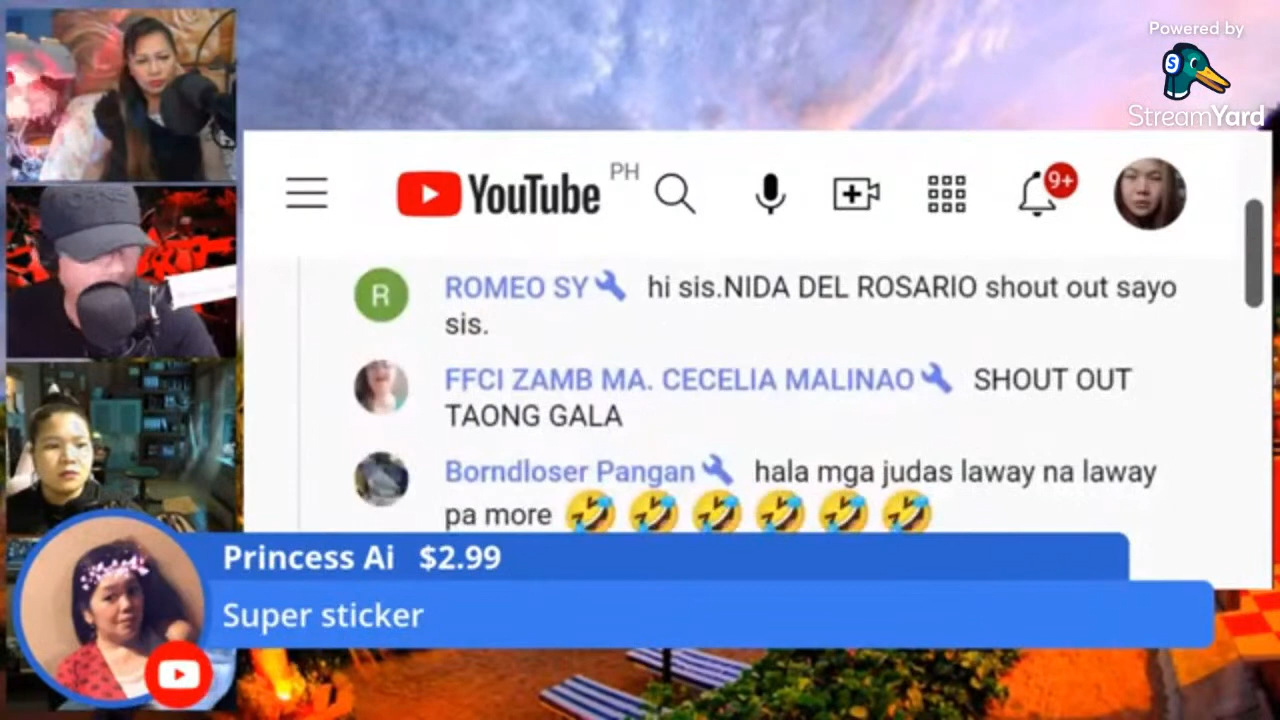 Powered by
StreamYard
YouTube PH
9+
R
ROMEO SY hi sis.NIDA DEL ROSARIO shout out sayo
sis.
FFCI ZAMB MA. CECELIA MALINAO SHOUT OUT
TAONG GALA
Borndloser Pangan hala mga judas laway na laway
pa more 🤣🤣🤣🤣🤣🤣
Princess Ai $2.99
Super sticker